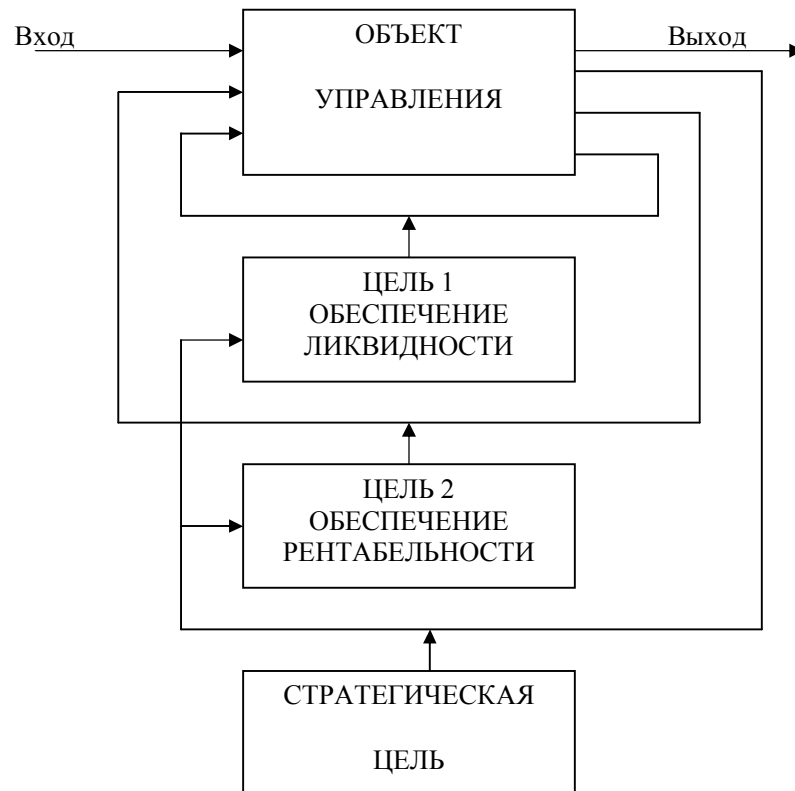 Вход
ОБЪЕКТ
УПРАВЛЕНИЯ
Выход
ЦЕЛЬ 1
ОБЕСПЕЧЕНИЕ
ЛИКВИДНОСТИ
ЦЕЛЬ 2
ОБЕСПЕЧЕНИЕ
РЕНТАБЕЛЬНОСТИ
СТРАТЕГИЧЕСКАЯ
ЦЕЛЬ